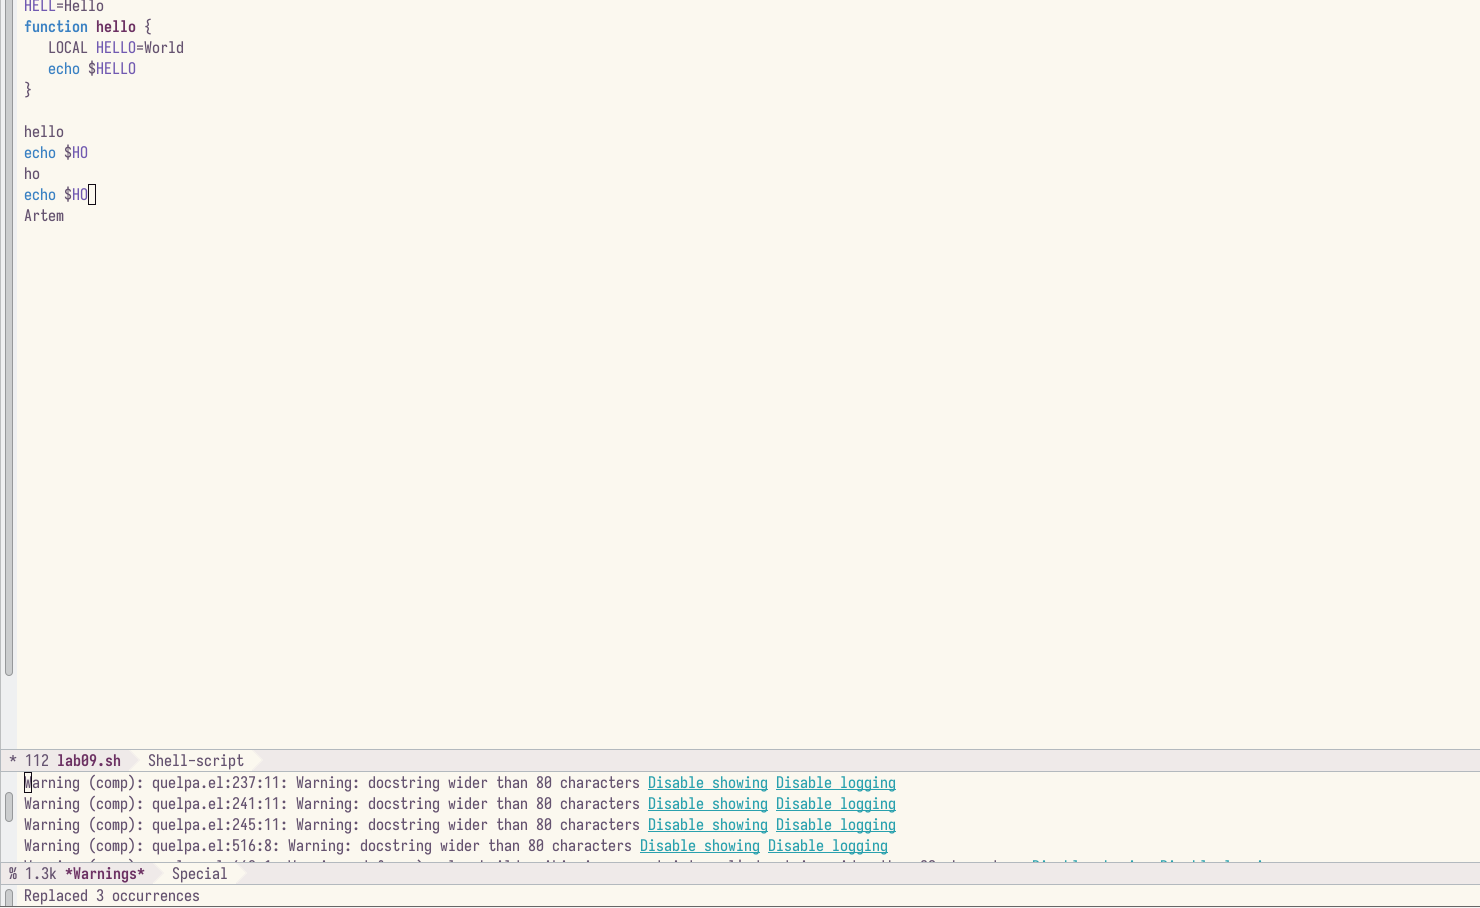 HELL=Hello
function hello {
LOCAL HELLO=World
echo $HELLO
}
hello
echo $HO
ho
echo $HO
Artem
* 112 lab09.sh Shell-script
Warning (comp): quelpa.el:237:11: Warning: docstring wider than 80 characters Disable showing Disable logging
Warning (comp): quelpa.el:241:11: Warning: docstring wider than 80 characters Disable showing Disable logging
Warning (comp): quelpa.el:245:11: Warning: docstring wider than 80 characters Disable showing Disable logging
Warning (comp): quelpa.el:516:8: Warning: docstring wider than 80 characters Disable showing Disable logging
% 1.3k *Warnings* Special
Replaced 3 occurrences